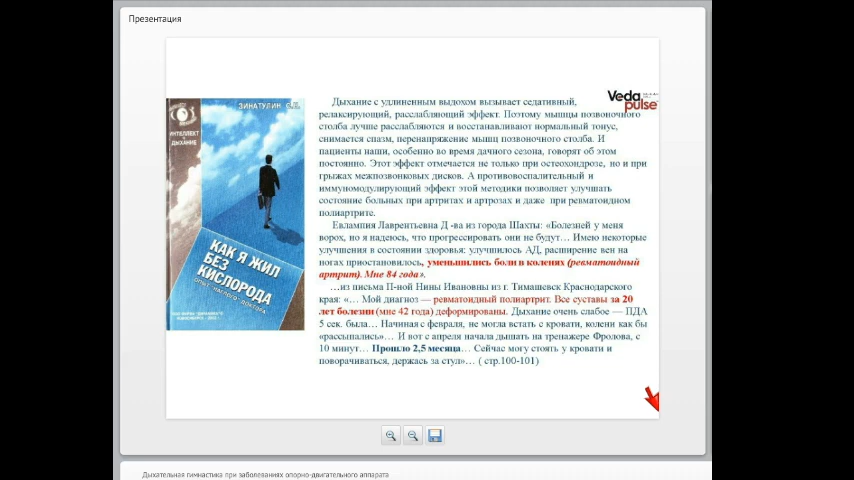 Презентация
ЗИНАТУЛИН С.Н.
ИНТЕЛЛЕКТ
ДЫХАНИЕ
КАК Я ЖИЛ
БЕЗ
КИСЛОРОДА
Veda
pulse
Дыхание с удлиненным выдохом вызывает седативный,
релаксирующий, расслабляющий эффект. Поэтому мышцы позвоночного
столба лучше расслабляются и восстанавливают нормальный тонус,
снимается спазм, перенапряжение мышц позвоночного столба. И
пациенты наши, особенно во время дачного сезона, говорят об этом
постоянно. Этот эффект отмечается не только при остеохондрозе, но и при
грыжах межпозвонковых дисков. А противовоспалительный и
иммуномодулирующий эффект этой методики позволяет улучшать
состояние больных при артритах и артрозах и даже при ревматоидном
полиартрите.
Евлампия Лаврентьевна Д -ва из города Шахты: «Болезней у меня
ворох, но я надеюсь, что прогрессировать они не будут… Имею некоторые
улучшения в состоянии здоровья: улучшилось АД, расширение вен на
ногах приостановилось, уменьшились боли в коленях (ревматоидный
артрит). Мне 84 года».
…из письма П-ной Нины Ивановны из г. Тимашевск Краснодарского
края: «… Мой диагноз — ревматоидный полиартрит. Все суставы за 20
лет болезни (мне 42 года) деформированы. Дыхание очень слабое — ПДА
5 сек. была… Начиная с февраля, не могла встать с кровати, колени как бы
«рассыпались»… И вот с апреля начала дышать на тренажере Фролова, с
10 минут… Прошло 2,5 месяца… Сейчас могу стоять у кровати и
поворачиваться, держась за стул»… ( стр.100-101)
Дыхательная гимнастика при заболеваниях опорно-двигательного аппарата